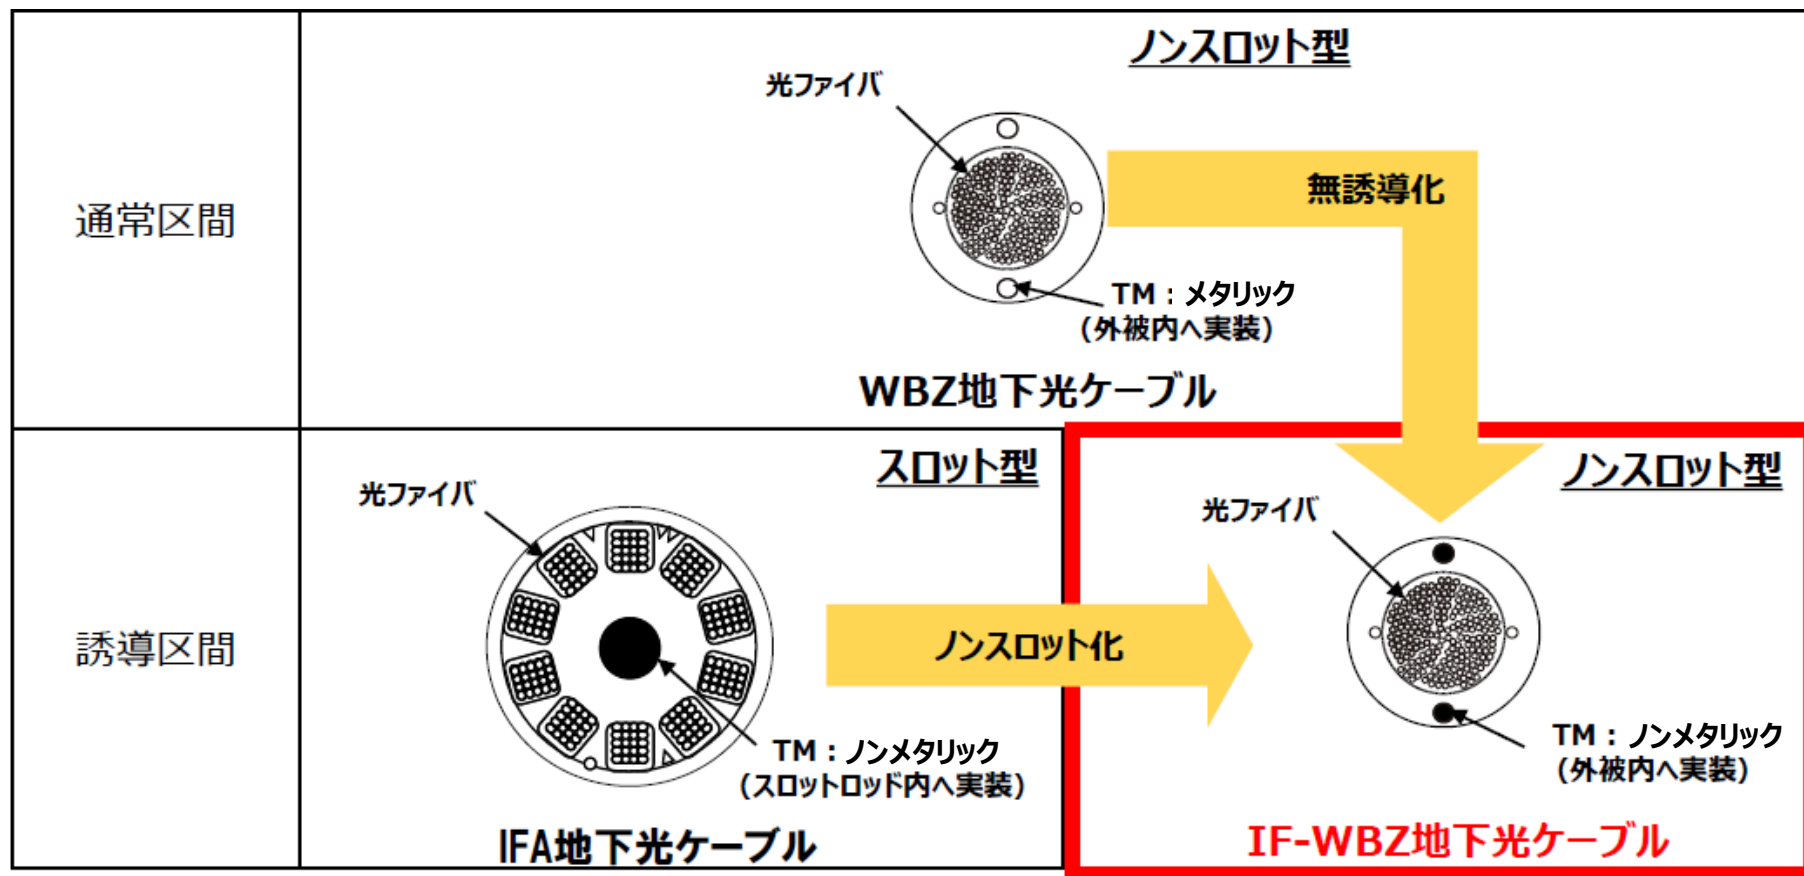 通常区間
ノンスロット型
光ファイバ
無誘導化
TM：メタリック
（外被内へ実装）
WBZ地下光ケーブル
誘導区間
スロット型
光ファイバ
ノンスロット化
TM：ノンメタリック
（スロットロッド内へ実装）
IFA地下光ケーブル
ノンスロット型
光ファイバ
TM：ノンメタリック
（外被内へ実装）
IF-WBZ地下光ケーブル